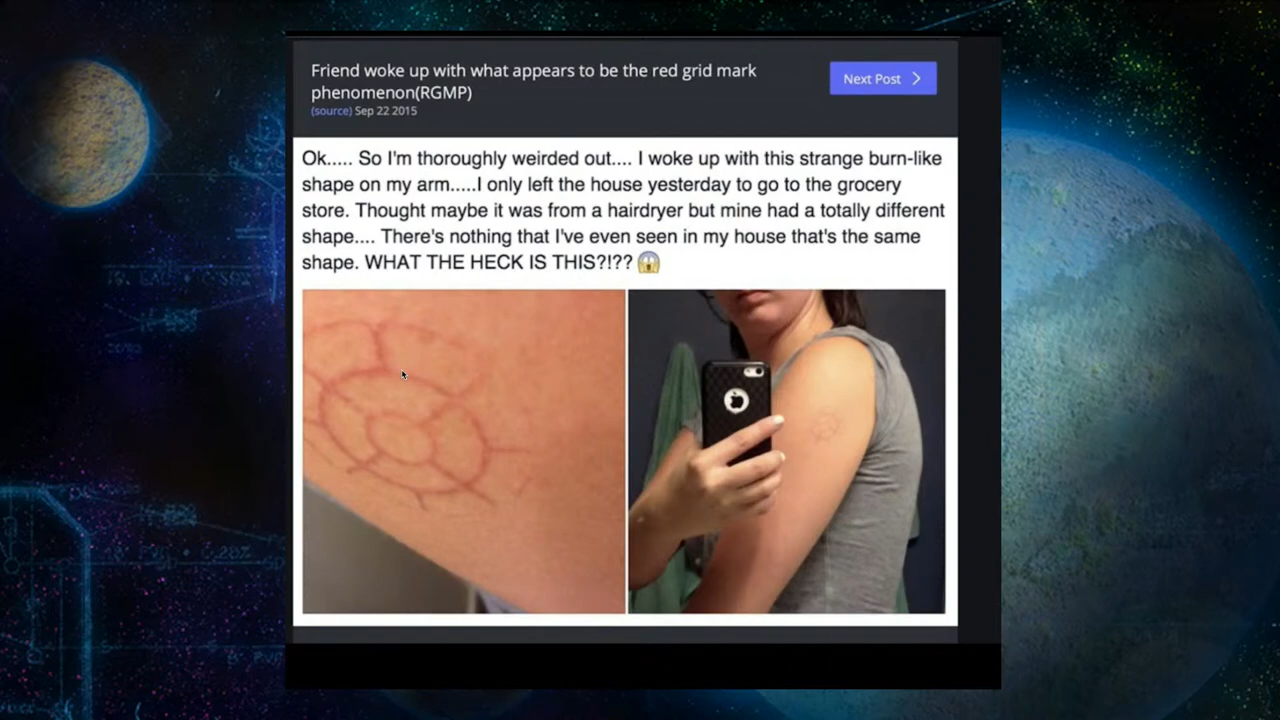 Friend woke up with what appears to be the red grid mark
phenomenon(RGMP)
Next Post
(source) Sep 22 2015
Ok..... So I'm thoroughly weirded out.... I woke up with this strange burn-like
shape on my arm.....I only left the house yesterday to go to the grocery
store. Thought maybe it was from a hairdryer but mine had a totally different
shape.... There's nothing that I've even seen in my house that's the same
shape. WHAT THE HECK IS THIS?!?? 😱